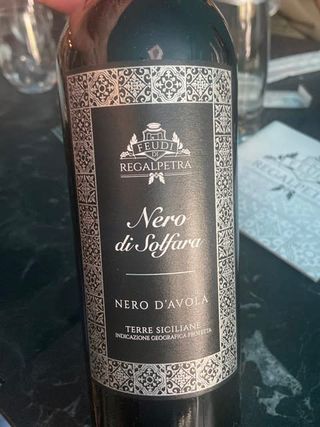 FEUDI
REGALPETRA
Nero
di Solfara
NERO D'AVOLA
TERRE SICILIANE
INDICAZIONE GEOGRAFICA PROTETTA